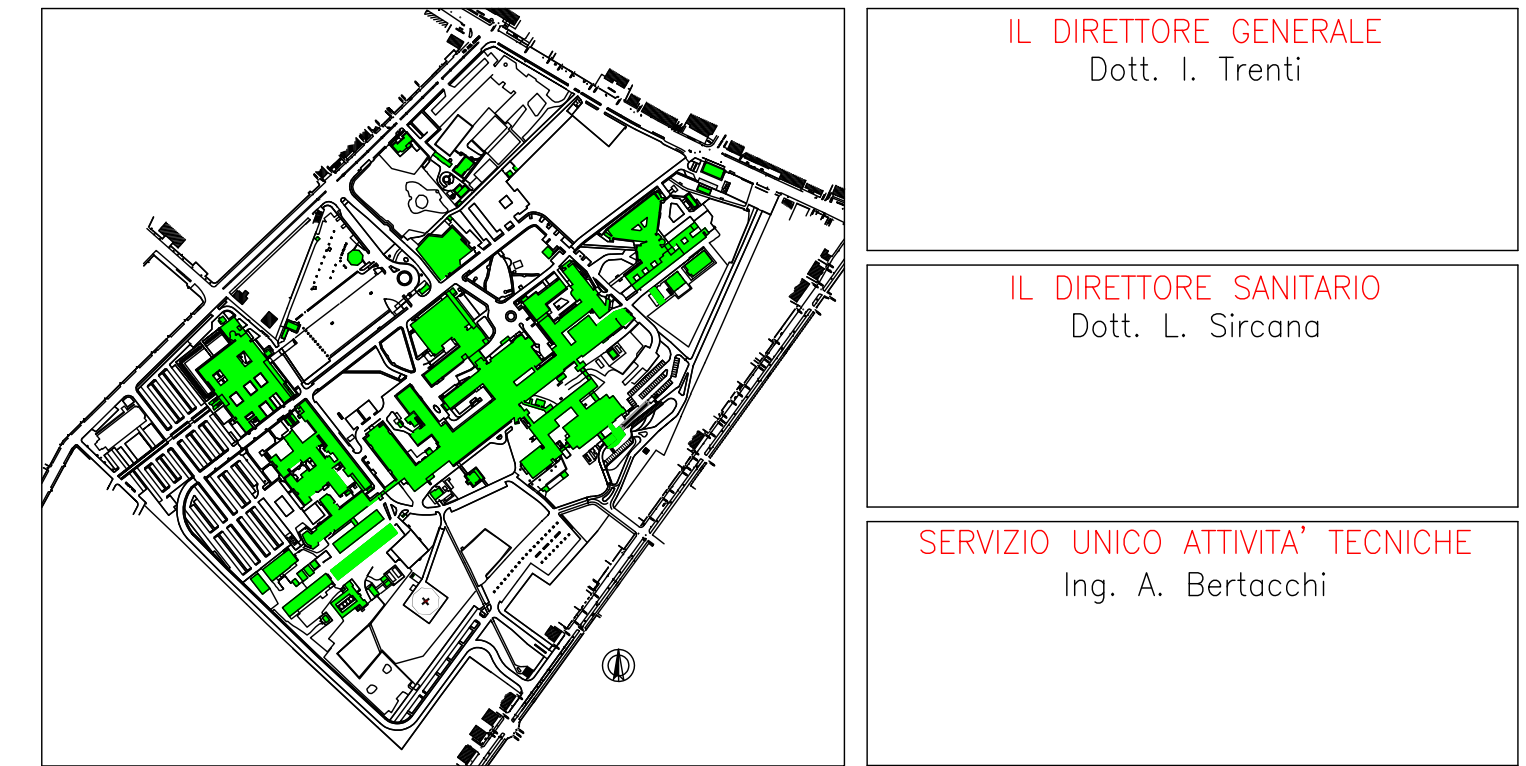 IL DIRETTORE GENERALE
Dott. I. Trenti
IL DIRETTORE SANITARIO
Dott. L. Sircana
SERVIZIO UNICO ATTIVITA' TECNICHE
Ing. A. Bertacchi